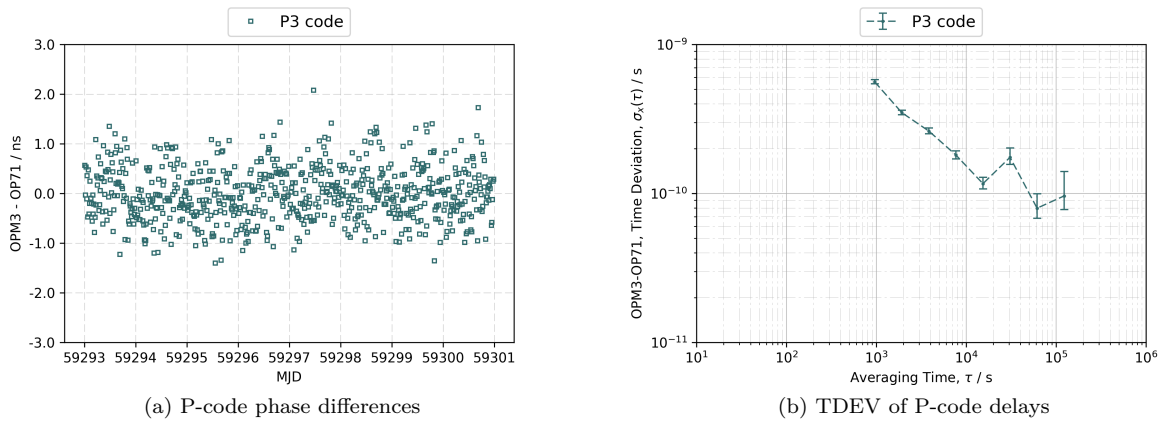 P3 code
3.0
2.0
1.0
0.0
-1.0
-2.0
-3.0
OPM3 - OP71 / ns
59293 59294 59295 59296 59297 59298 59299 59300 59301
MJD
(a) P-code phase differences
P3 code
10⁻⁹
10⁻¹⁰
10⁻¹¹
OPM3-OP71, Time Deviation, σₓ(τ) / s
10¹ 10² 10³ 10⁴ 10⁵ 10⁶
Averaging Time, τ / s
(b) TDEV of P-code delays